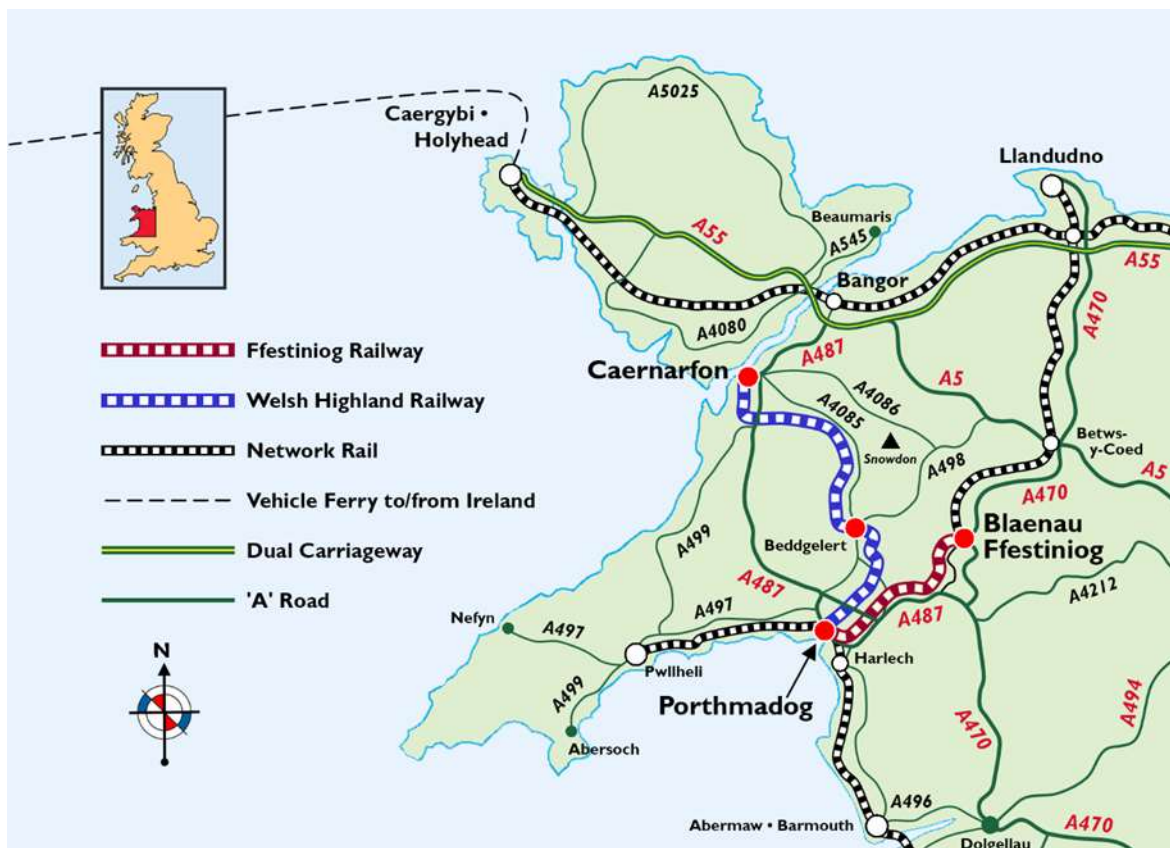 Caergybi •
Holyhead
A5025
Llandudno
Beaumaris
A545
A55
A55
Bangor
A470
A4080
A487
Caernarfon
A5
A4086
A4085
Snowdon
A498
Betws-
y-Coed
A5
A470
Ffestiniog Railway
Welsh Highland Railway
Network Rail
Vehicle Ferry to/from Ireland
Dual Carriageway
'A' Road
A499
Beddgelert
Blaenau
Ffestiniog
A487
A4212
Nefyn
A497
A497
A487
N
Pwllheli
Harlech
A499
Porthmadog
A470
A494
Abersoch
A496
Abermaw • Barmouth
Dolgellau
A470